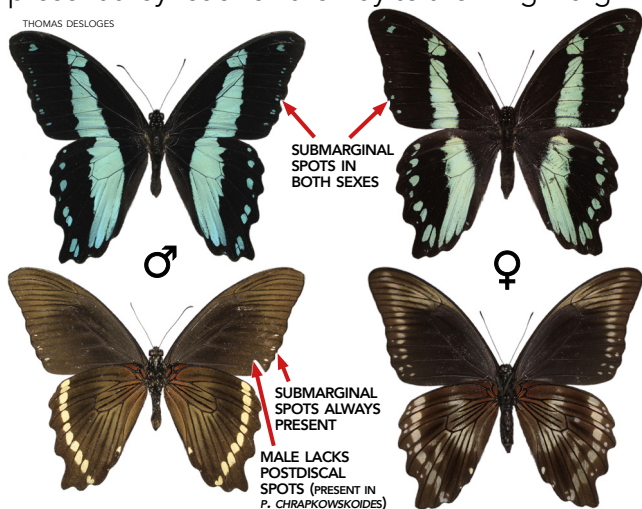 THOMAS DESLOGES
SUBMARGINAL
SPOTS IN
BOTH SEXES
♂
♀
SUBMARGINAL
SPOTS ALWAYS
PRESENT
MALE LACKS
POSTDISCAL
SPOTS (PRESENT IN
P. CHRAPKOWSKOIDES)